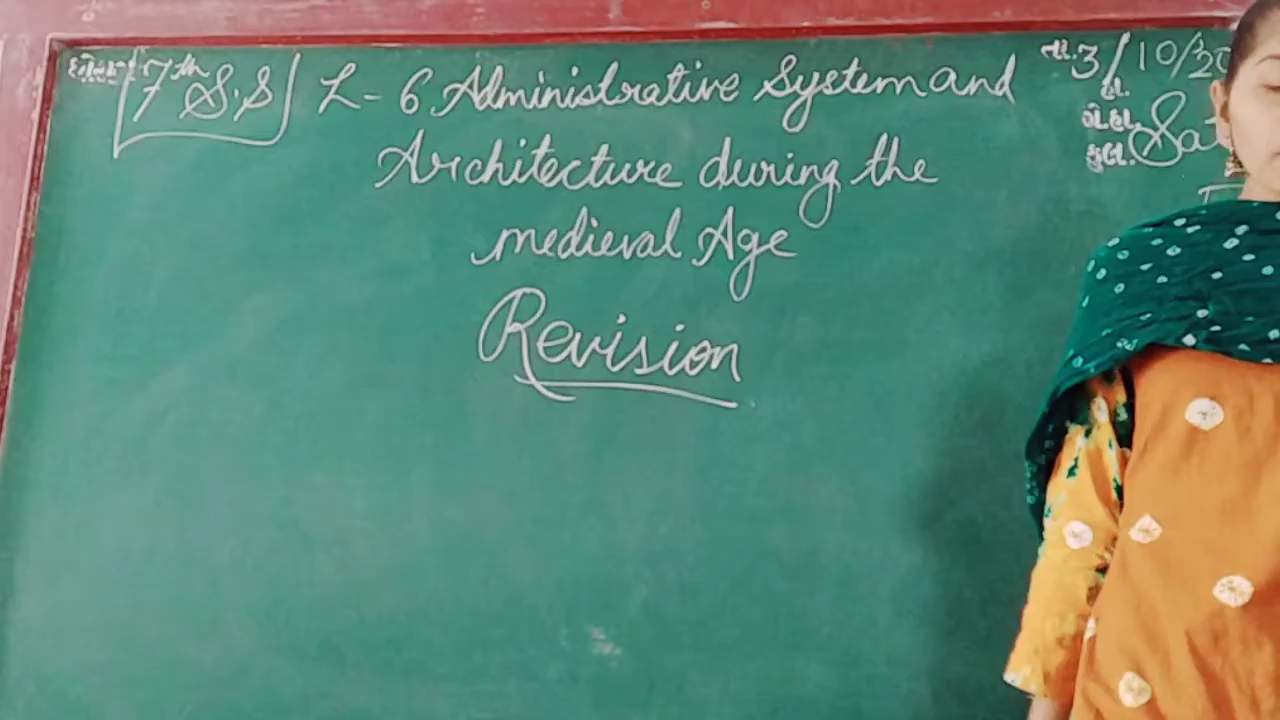 7th S.S L-6 Administrative System and
Architecture during the
medieval Age
Revision
તા. 3/10/20
હા.
ગે.હા.
કુલ.